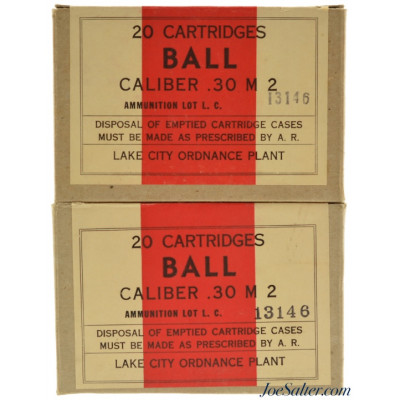 20 CARTRIDGES
BALL
CALIBER .30 M 2
13146
AMMUNITION LOT L. C.
DISPOSAL OF EMPTIED CARTRIDGE CASES
MUST BE MADE AS PRESCRIBED BY A. R.
LAKE CITY ORDNANCE PLANT
20 CARTRIDGES
BALL
CALIBER .30 M 2
AMMUNITION LOT L. C. 13146
DISPOSAL OF EMPTIED CARTRIDGE CASES
MUST BE MADE AS PRESCRIBED BY A. R.
LAKE CITY ORDNANCE PLANT
JoeSalter.com